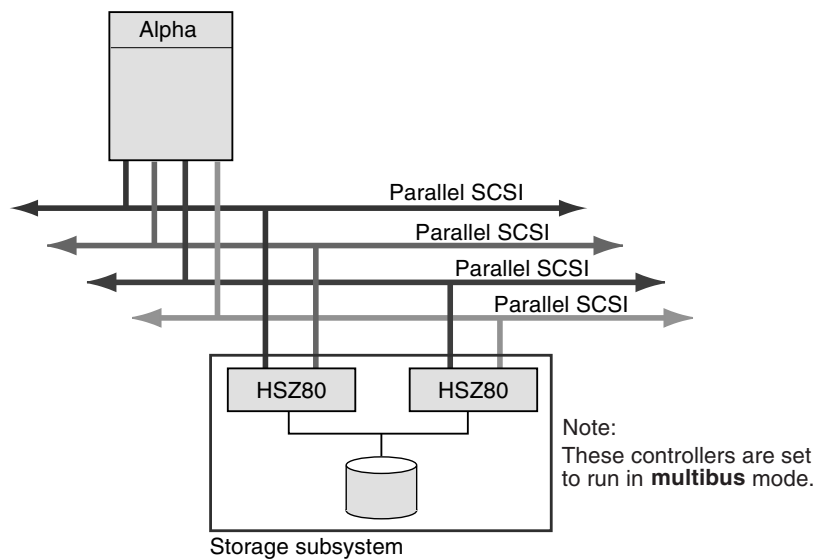 Alpha
Parallel SCSI
Parallel SCSI
Parallel SCSI
Parallel SCSI
HSZ80
HSZ80
Note:
These controllers are set
to run in multibus mode.
Storage subsystem